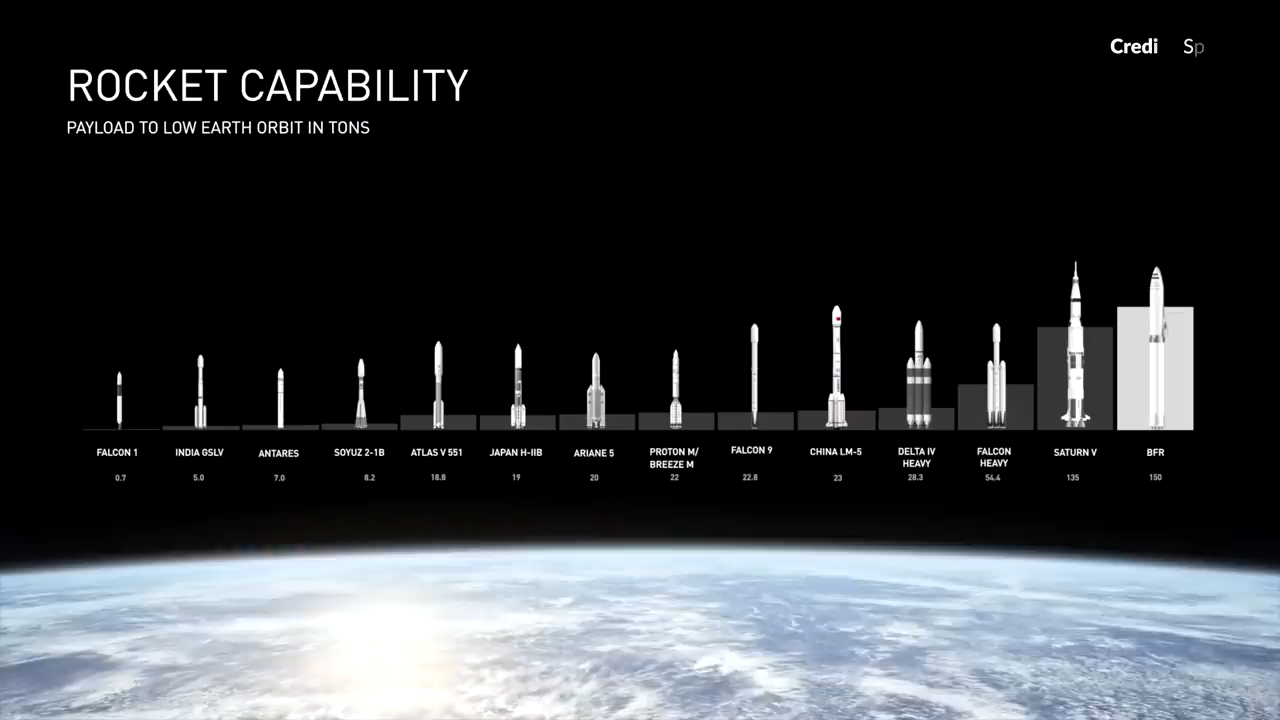 Credi Sp
ROCKET CAPABILITY
PAYLOAD TO LOW EARTH ORBIT IN TONS
FALCON 1
INDIA GSLV
ANTARES
SOYUZ 2-1B
ATLAS V 551
JAPAN H-IIB
ARIANE 5
PROTON M/
BREEZE M
FALCON 9
CHINA LM-5
DELTA IV
HEAVY
FALCON
HEAVY
SATURN V
BFR
0.7
5.0
7.0
8.2
18.8
19
20
22
22.8
23
28.3
54.4
135
150